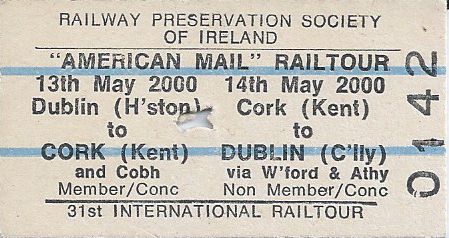 RAILWAY PRESERVATION SOCIETY
OF IRELAND
"AMERICAN MAIL" RAILTOUR
13th May 2000 14th May 2000
Dublin (H'ston) Cork (Kent)
to to
CORK (Kent) DUBLIN (C'lly)
and Cobh via W'ford & Athy
Member/Conc Non Member/Conc
31st INTERNATIONAL RAILTOUR
0142